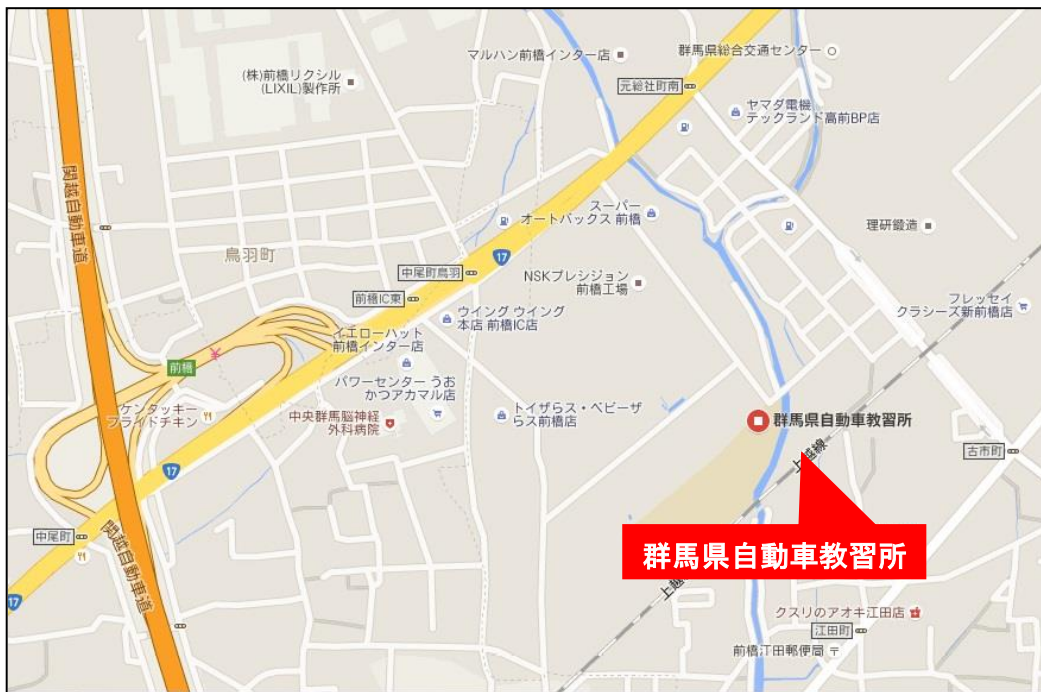 マルハン前橋インター店
群馬県総合交通センター
(株)前橋リクシル
(LIXIL)製作所
元総社町南
ヤマダ電機
テックランド高前BP店
関越自動車道
スーパー
オートバックス 前橋
理研鍛造
鳥羽町
17
中尾町鳥羽
NSKプレシジョン
前橋工場
前橋IC東
フレッセイ
クラシーズ新前橋店
ウイング ウイング
本店 前橋IC店
イエローハット
前橋インター店
¥
前橋
パワーセンター うお
かつアカマル店
ケンタッキー
フライドチキン
中央群馬脳神経
外科病院
トイザらス・ベビーザ
らス前橋店
群馬県自動車教習所
上越線
古市町
17
中尾町
関越自動車道
群馬県自動車教習所
上越
17
クスリのアオキ江田店
江田町
前橋江田郵便局
〒